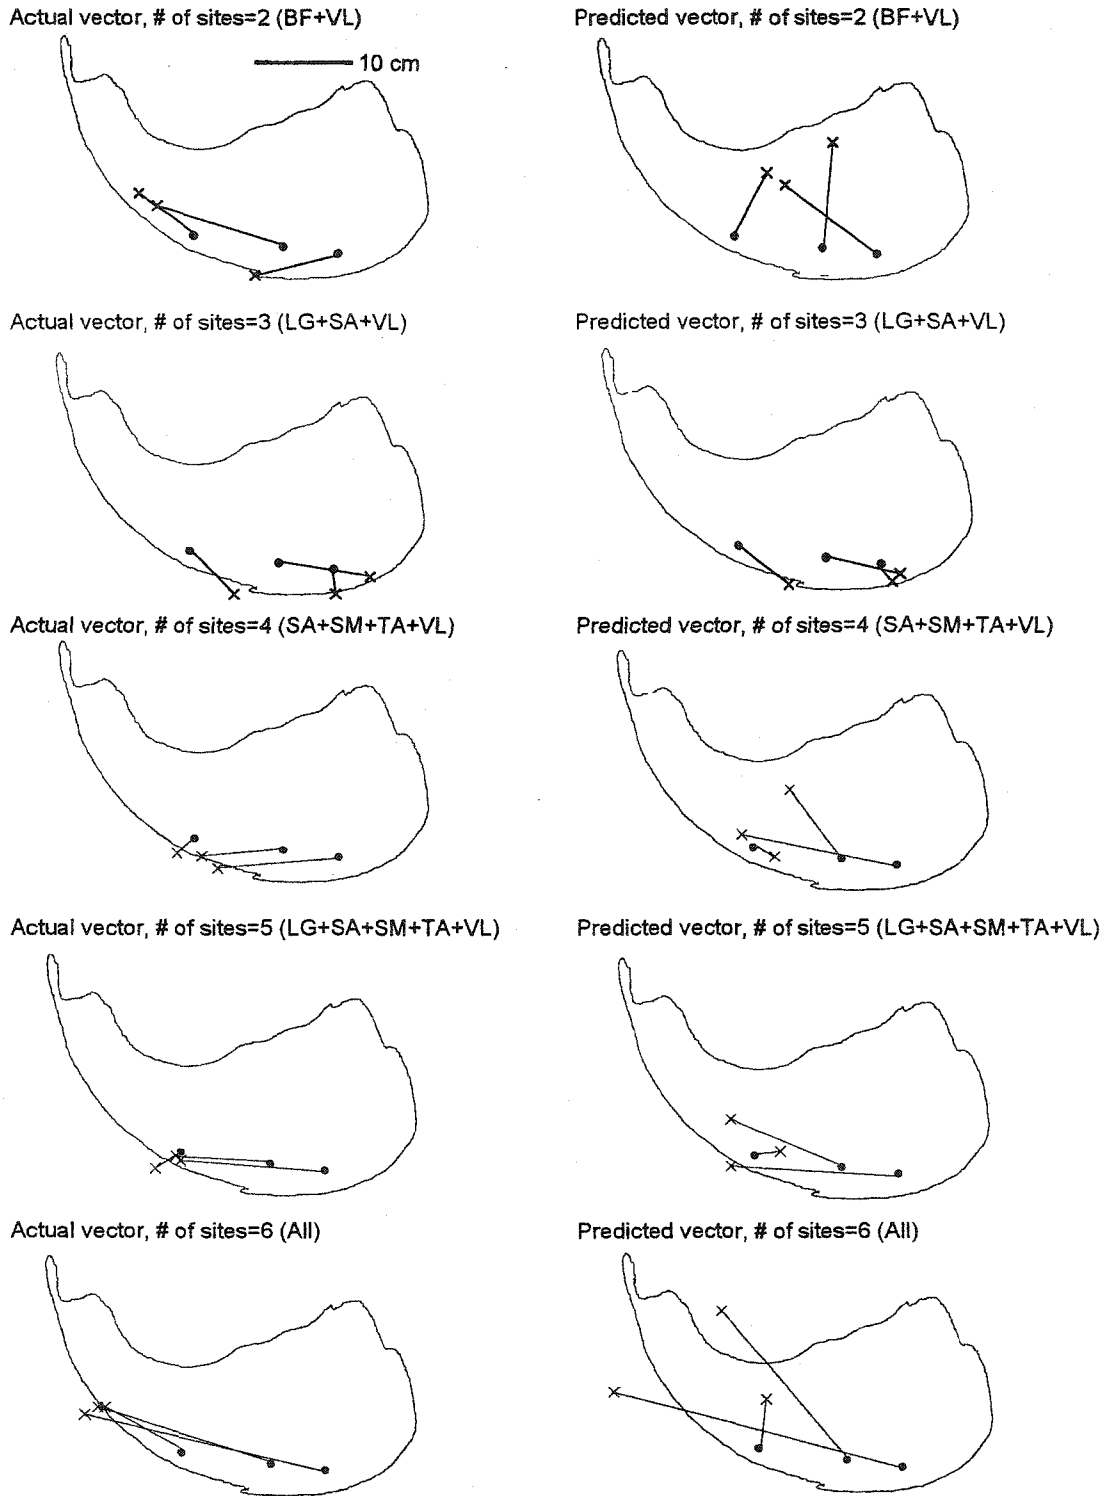 Actual vector, # of sites=2 (BF+VL)
Predicted vector, # of sites=2 (BF+VL)
10 cm
Actual vector, # of sites=3 (LG+SA+VL)
Predicted vector, # of sites=3 (LG+SA+VL)
Actual vector, # of sites=4 (SA+SM+TA+VL)
Predicted vector, # of sites=4 (SA+SM+TA+VL)
Actual vector, # of sites=5 (LG+SA+SM+TA+VL)
Predicted vector, # of sites=5 (LG+SA+SM+TA+VL)
Actual vector, # of sites=6 (All)
Predicted vector, # of sites=6 (All)